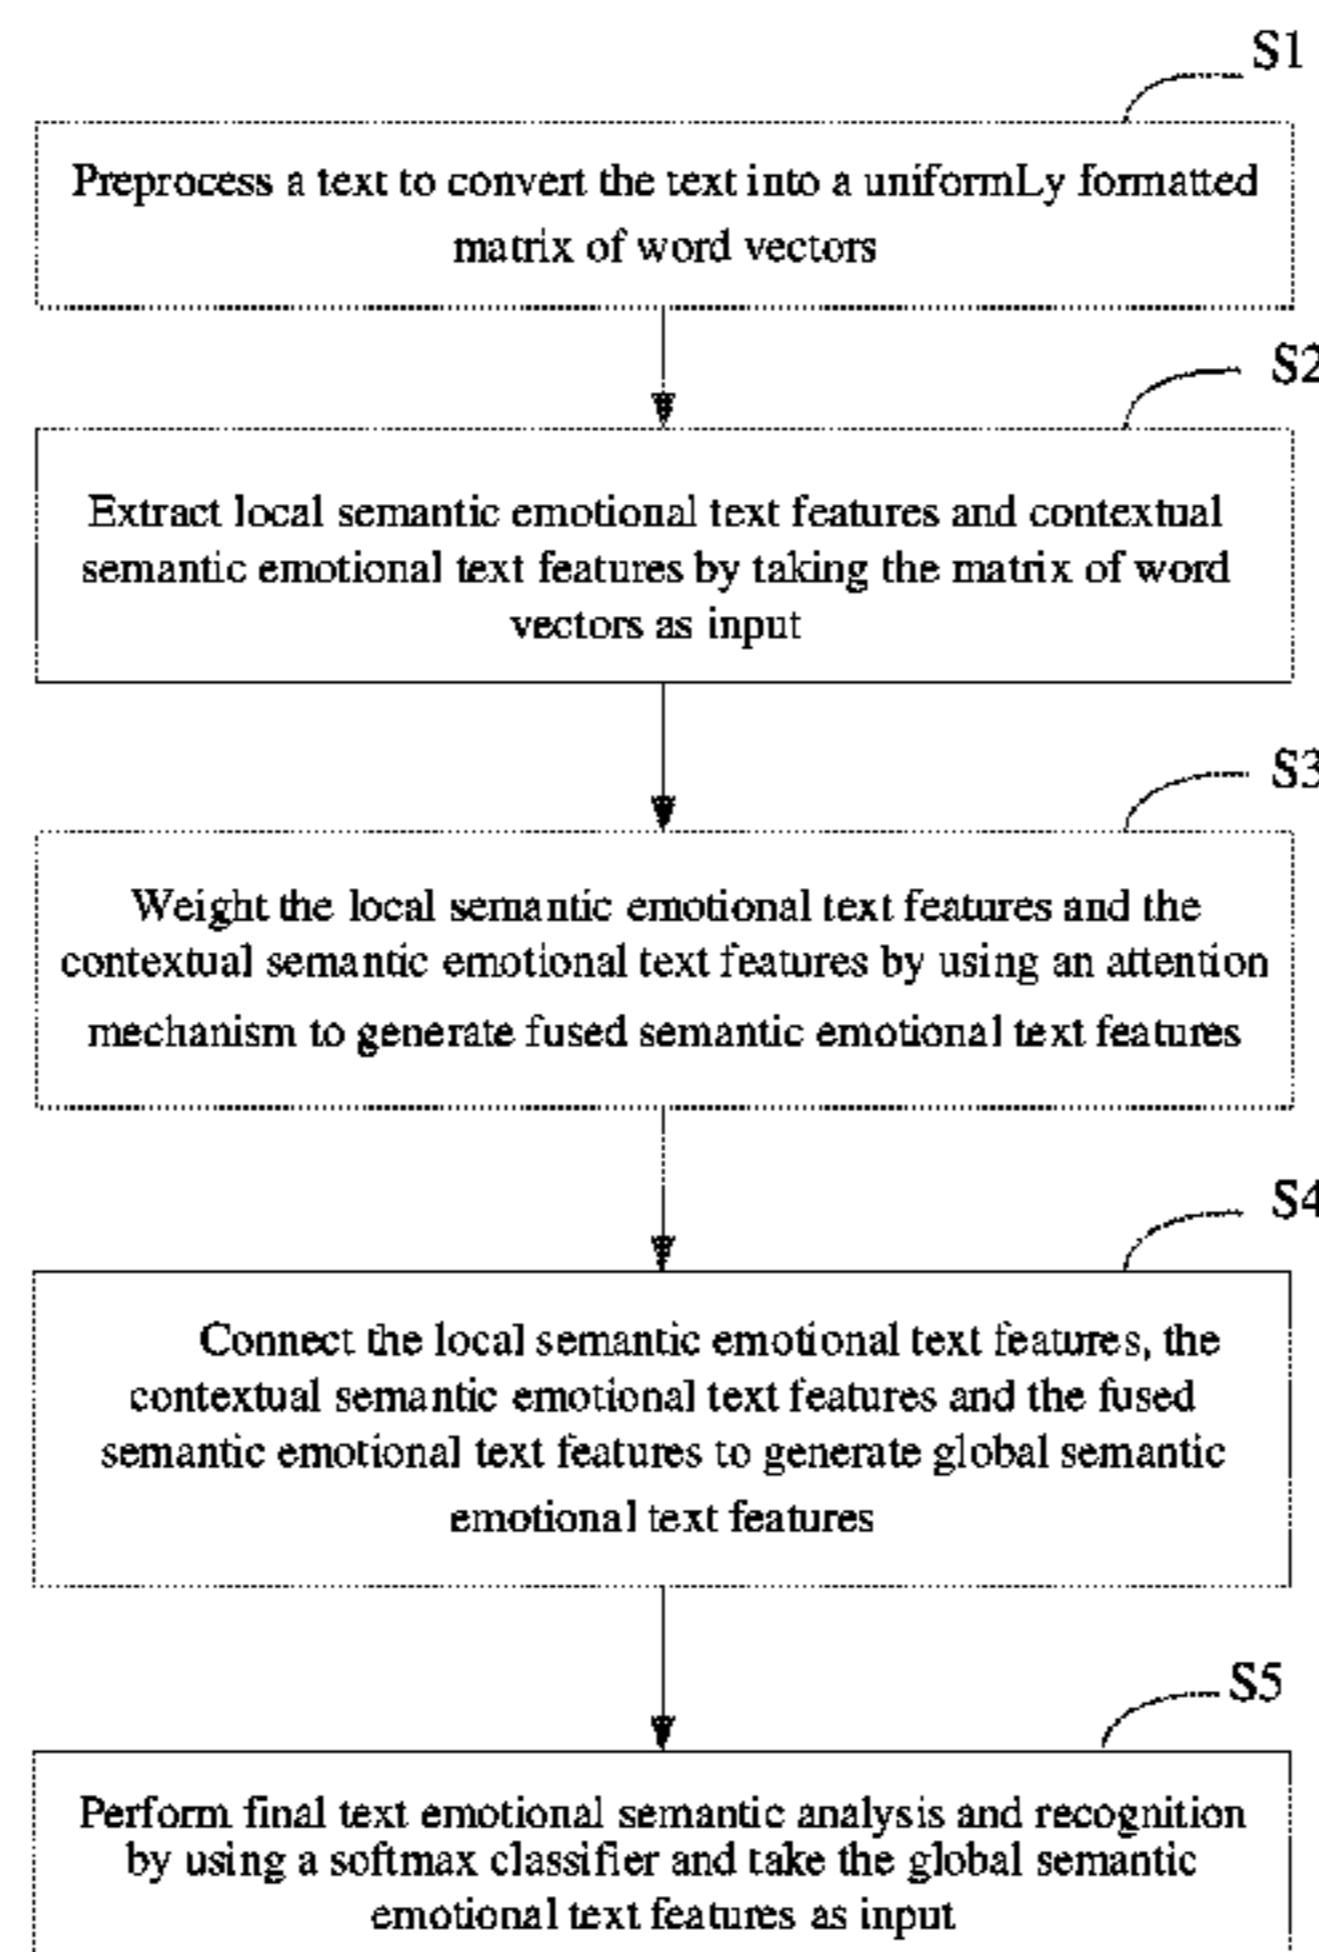 S1
Preprocess a text to convert the text into a uniformLy formatted
matrix of word vectors
S2
Extract local semantic emotional text features and contextual
semantic emotional text features by taking the matrix of word
vectors as input
S3
Weight the local semantic emotional text features and the
contextual semantic emotional text features by using an attention
mechanism to generate fused semantic emotional text features
S4
Connect the local semantic emotional text features, the
contextual semantic emotional text features and the fused
semantic emotional text features to generate global semantic
emotional text features
S5
Perform final text emotional semantic analysis and recognition
by using a softmax classifier and take the global semantic
emotional text features as input